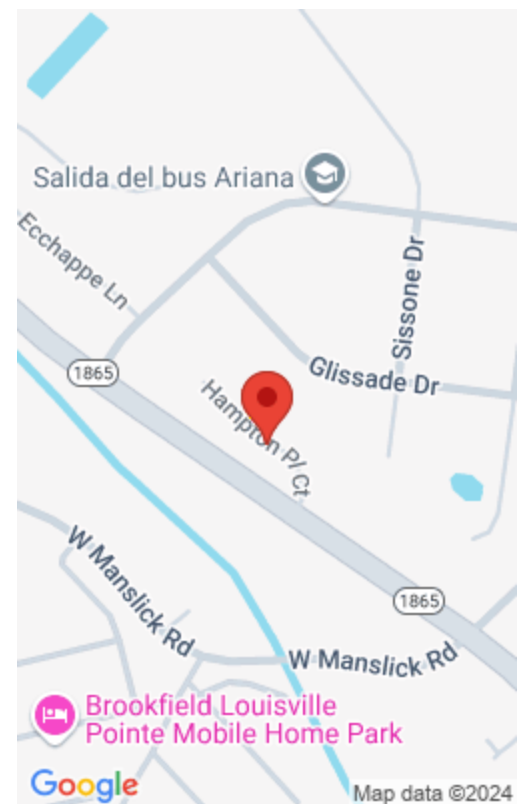 Salida del bus Ariana
Ecchappe Ln
Sissone Dr
1865
Glissade Dr
Hampton Pl Ct
1865
W Manslick Rd
W Manslick Rd
Brookfield Louisville
Pointe Mobile Home Park
Google
Map data ©2024